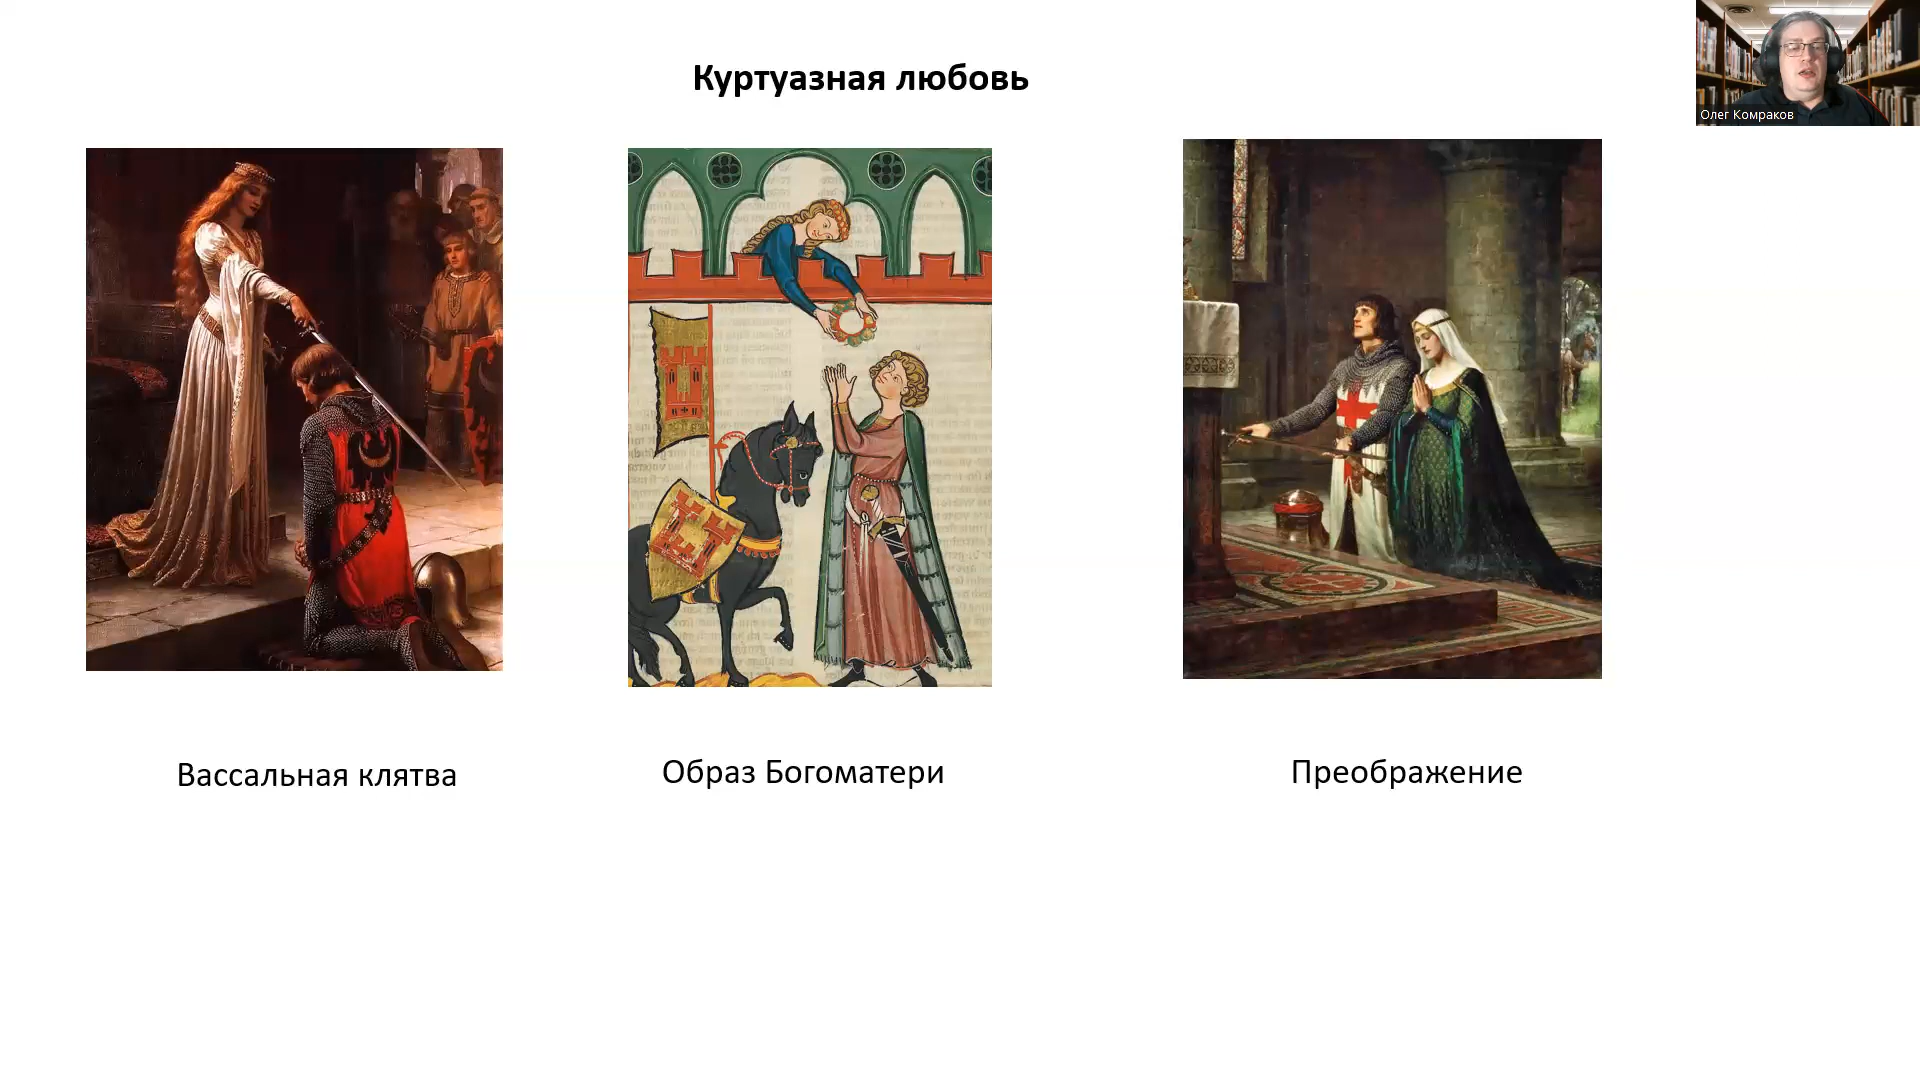 Куртуазная любовь
Олег Комраков
Вассальная клятва
Образ Богоматери
Преображение